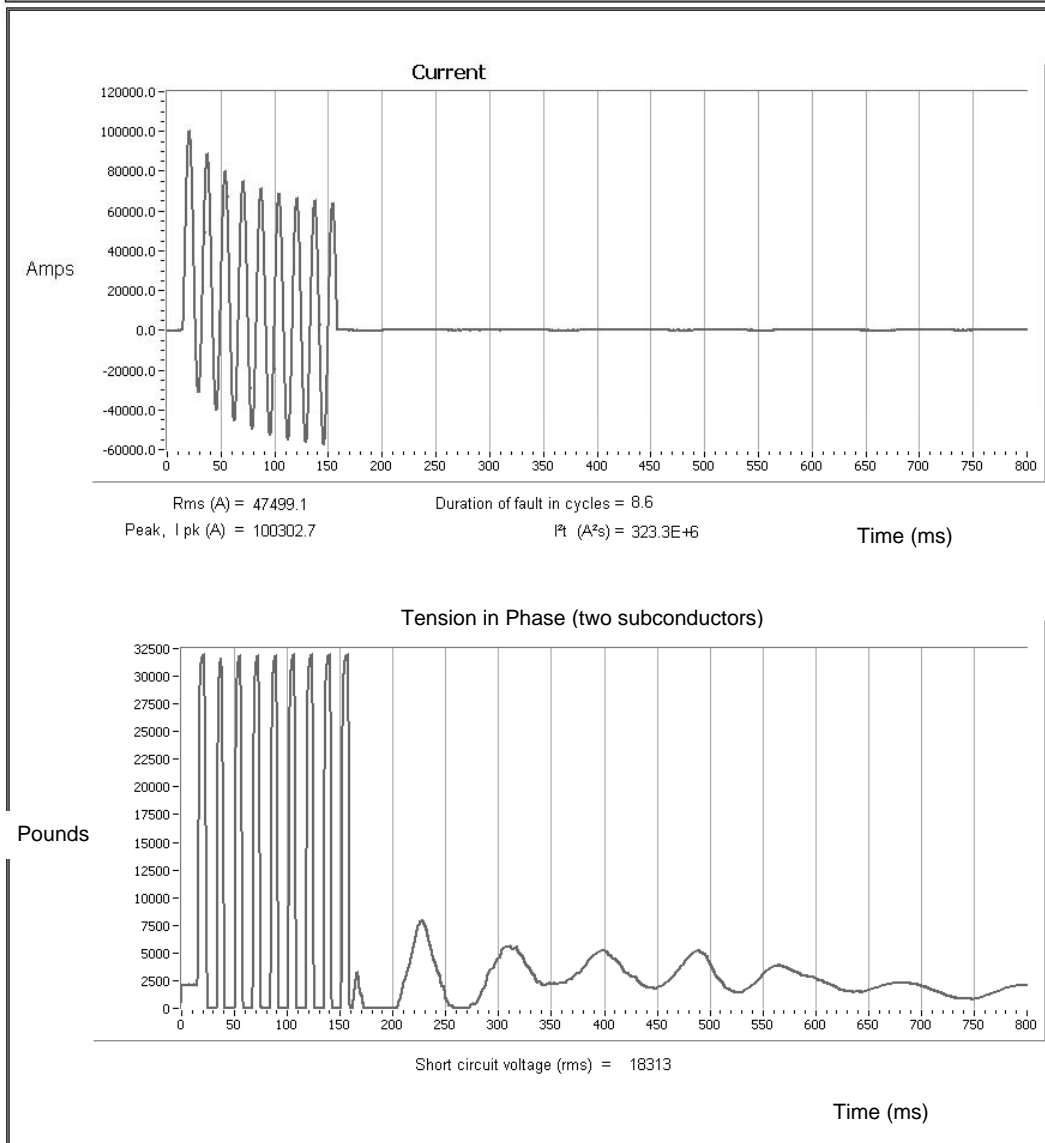 Current
120000.0
100000.0
80000.0
60000.0
40000.0
Amps
20000.0
0.0
-20000.0
-40000.0
-60000.0
0 50 100 150 200 250 300 350 400 450 500 550 600 650 700 750 800
Rms (A) = 47499.1 Duration of fault in cycles = 8.6
Peak, I pk (A) = 100302.7 I²t (A²s) = 323.3E+6 Time (ms)
Tension in Phase (two subconductors)
32500
30000
27500
25000
22500
20000
17500
Pounds
15000
12500
10000
7500
5000
2500
0
0 50 100 150 200 250 300 350 400 450 500 550 600 650 700 750 800
Short circuit voltage (rms) = 18313
Time (ms)